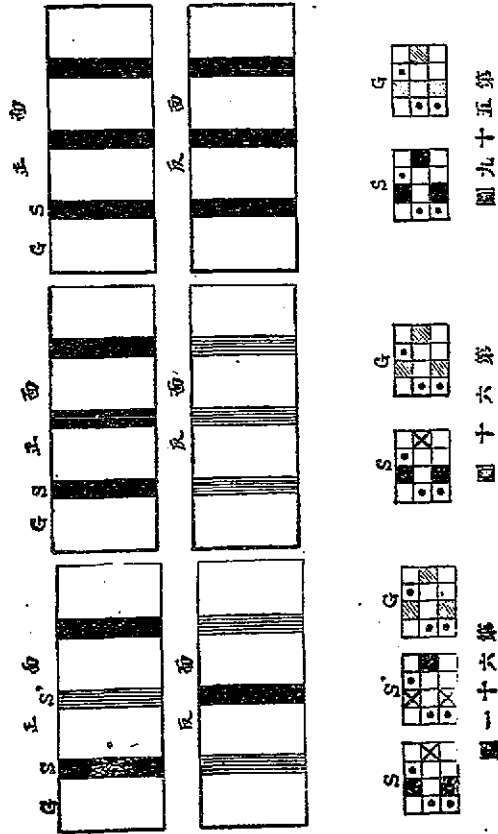 G S 正面
反面
S G
第五十九圖
G S 正面
反面
S G
第六十圖
G S 正 S' 面
反面
S S' G
第六十一圖